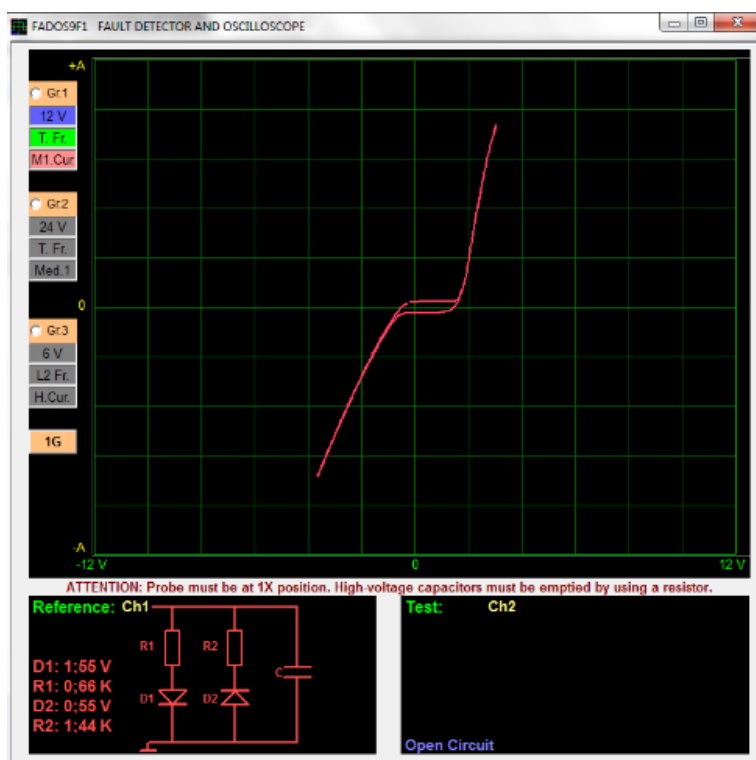 FADOS9F1 FAULT DETECTOR AND OSCILLOSCOPE
+A
Gr.1
12 V
T. Fr.
M1.Cur
Gr.2
24 V
T. Fr.
Med.1
0
Gr.3
6 V
L2 Fr.
H.Cur.
1G
-A
-12 V 0 12 V
ATTENTION: Probe must be at 1X position. High-voltage capacitors must be emptied by using a resistor.
Reference: Ch1
R1 R2
C
D1: 1;55 V
R1: 0;66 K
D2: 0;55 V
R2: 1;44 K
D1 D2
Test: Ch2
Open Circuit